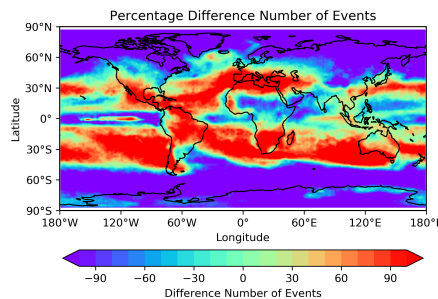 Percentage Difference Number of Events
90°N
60°N
30°N
0°
30°S
60°S
90°S
Latitude
180°W 120°W 60°W 0° 60°E 120°E 180°E
Longitude
−90 −60 −30 0 30 60 90
Difference Number of Events